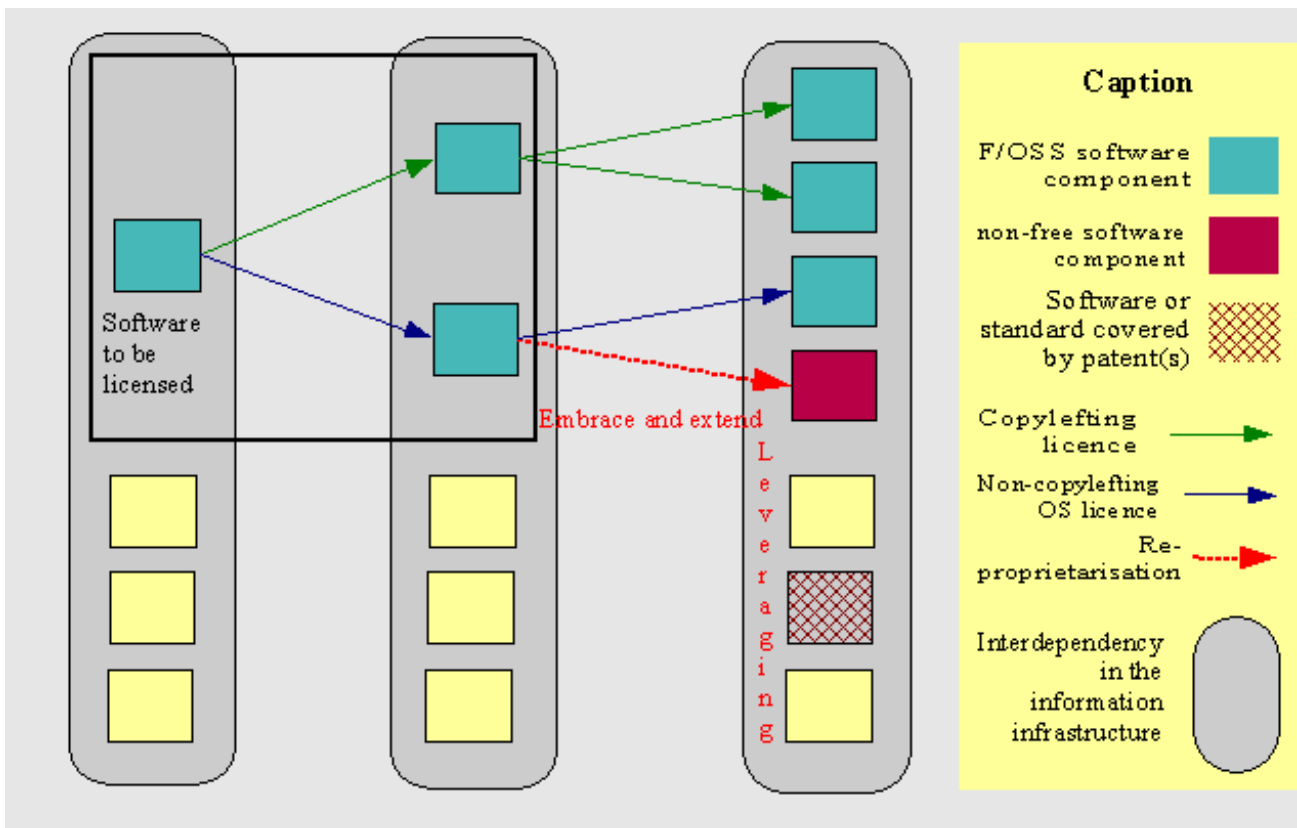 Software
to be
licensed
Embrace and extend
L
e
v
e
r
a
g
i
n
g
Caption
F/OSS software
component
non-free software
component
Software or
standard covered
by patent(s)
Copylefting
licence
Non-copylefting
OS licence
Re-
proprietarisation
Interdependency
in the
information
infrastructure